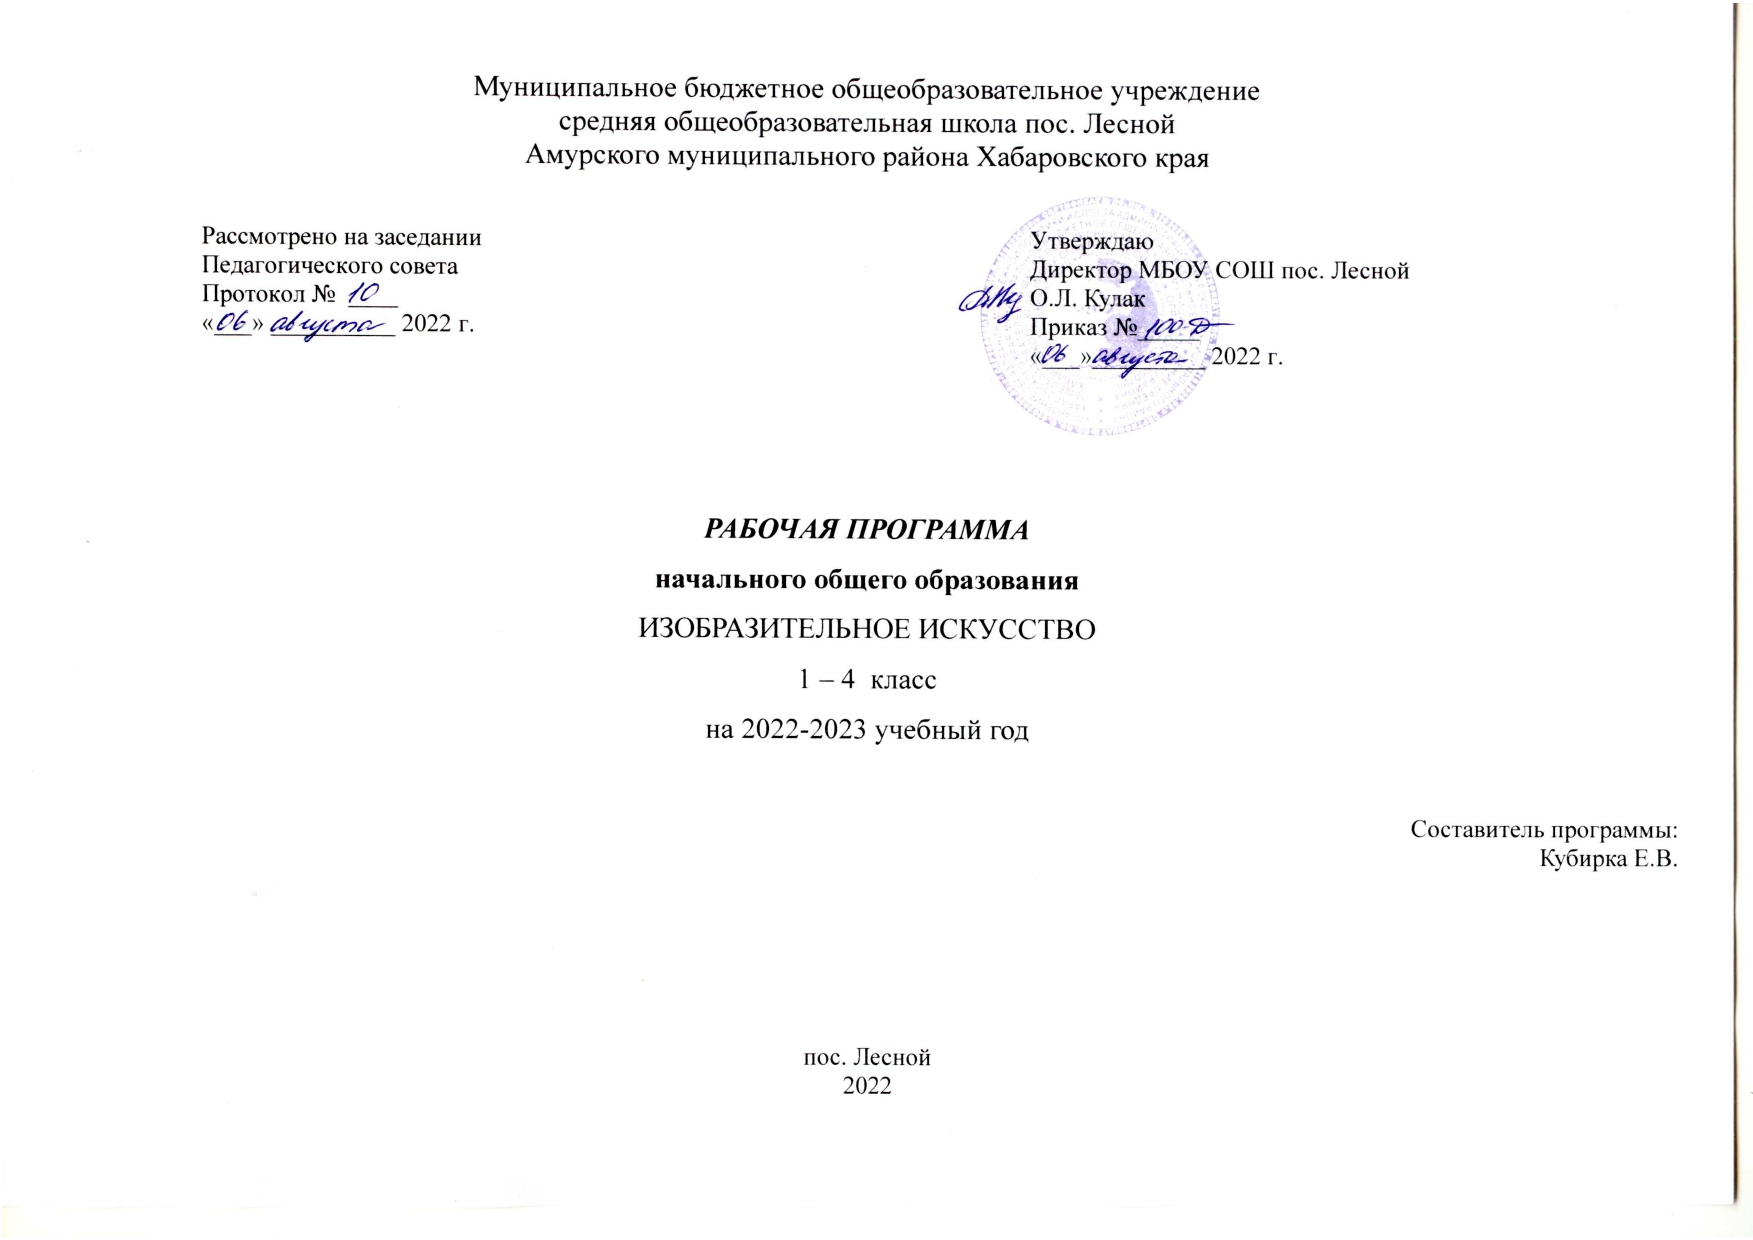 Муниципальное бюджетное общеобразовательное учреждение
средняя общеобразовательная школа пос. Лесной
Амурского муниципального района Хабаровского края
Рассмотрено на заседании
Педагогического совета
Протокол № 10
«06» августа 2022 г.
Утверждаю
Директор МБОУ СОШ пос. Лесной
О.Л. Кулак
Приказ № 100-Д
«06» августа 2022 г.
РАБОЧАЯ ПРОГРАММА
начального общего образования
ИЗОБРАЗИТЕЛЬНОЕ ИСКУССТВО
1 – 4 класс
на 2022-2023 учебный год
Составитель программы:
Кубирка Е.В.
пос. Лесной
2022